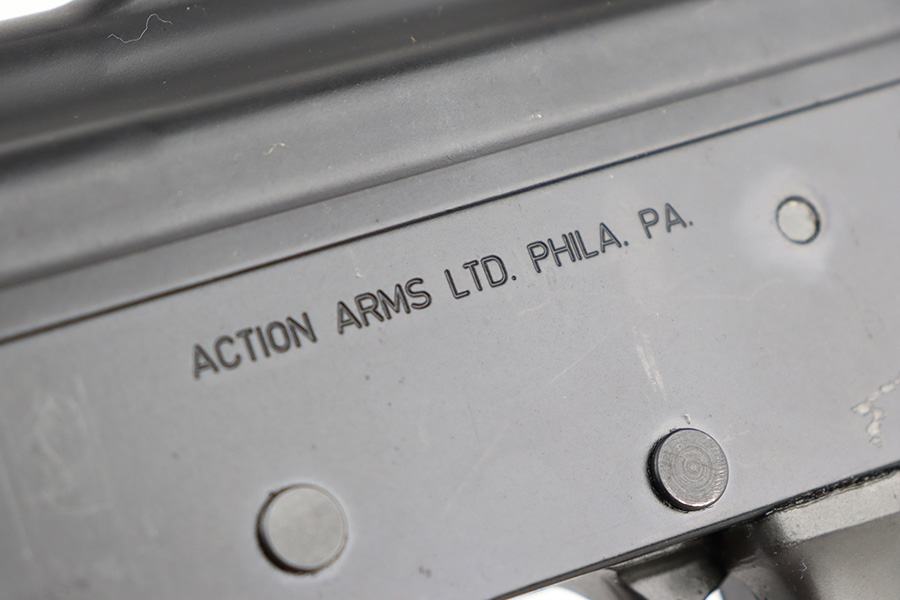 ACTION ARMS LTD. PHILA. PA.